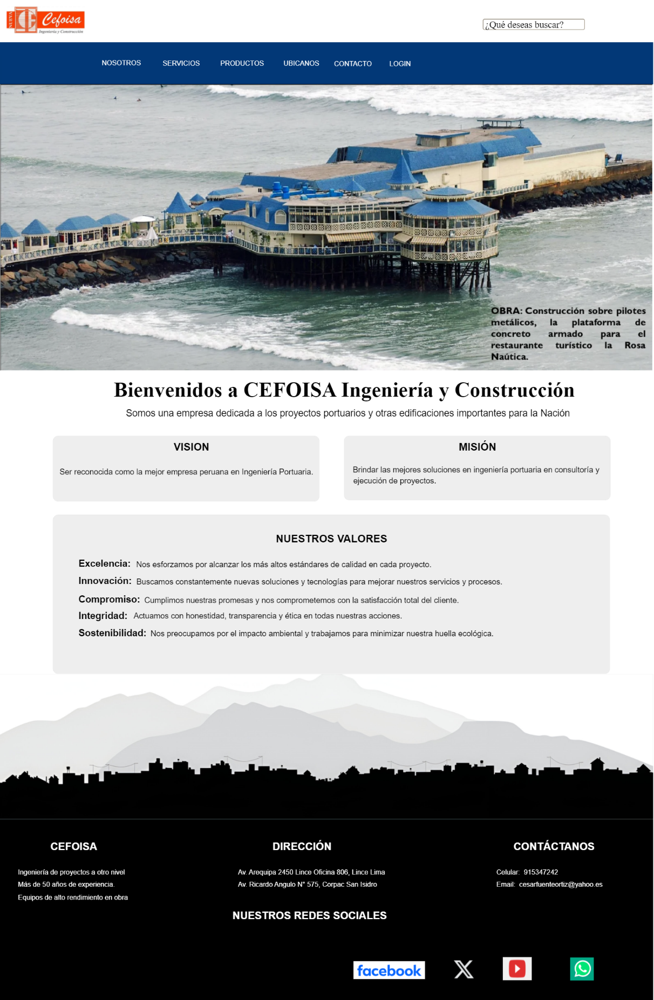 NUEVA
Cefoisa
Ingeniería y Construcción
¿Qué deseas buscar?
NOSOTROS SERVICIOS PRODUCTOS UBICANOS CONTACTO LOGIN
OBRA: Construcción sobre pilotes
metálicos, la plataforma de
concreto armado para el
restaurante turístico la Rosa
Naútica.
Bienvenidos a CEFOISA Ingeniería y Construcción
Somos una empresa dedicada a los proyectos portuarios y otras edificaciones importantes para la Nación
VISION
Ser reconocida como la mejor empresa peruana en Ingeniería Portuaria.
MISIÓN
Brindar las mejores soluciones en ingeniería portuaria en consultoría y
ejecución de proyectos.
NUESTROS VALORES
Excelencia: Nos esforzamos por alcanzar los más altos estándares de calidad en cada proyecto.
Innovación: Buscamos constantemente nuevas soluciones y tecnologías para mejorar nuestros servicios y procesos.
Compromiso: Cumplimos nuestras promesas y nos comprometemos con la satisfacción total del cliente.
Integridad: Actuamos con honestidad, transparencia y ética en todas nuestras acciones.
Sostenibilidad: Nos preocupamos por el impacto ambiental y trabajamos para minimizar nuestra huella ecológica.
CEFOISA
Ingeniería de proyectos a otro nivel
Más de 50 años de experiencia.
Equipos de alto rendimiento en obra
DIRECCIÓN
Av. Arequipa 2450 Lince Oficina 806, Lince Lima
Av. Ricardo Angulo N° 575, Corpac San Isidro
CONTÁCTANOS
Celular: 915347242
Email: cesarfuenteortiz@yahoo.es
NUESTROS REDES SOCIALES
facebook